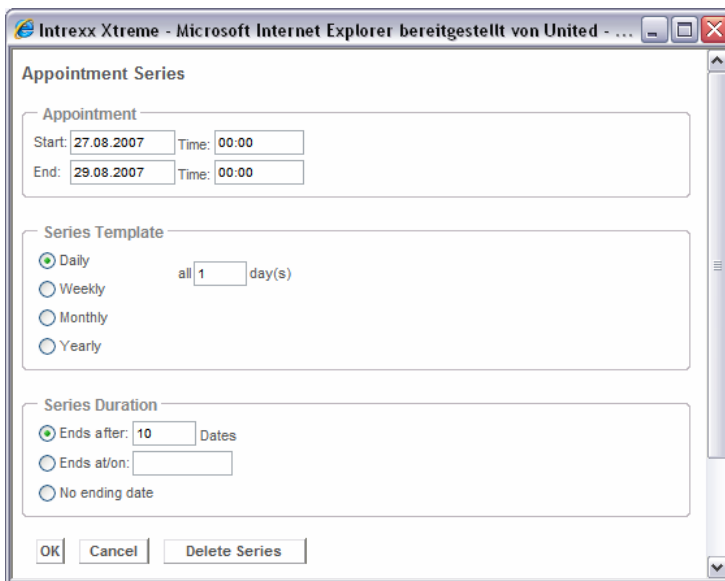 Intrexx Xtreme - Microsoft Internet Explorer bereitgestellt von United - ...
Appointment Series
Appointment
Start: 27.08.2007 Time: 00:00
End: 29.08.2007 Time: 00:00
Series Template
Daily all 1 day(s)
Weekly
Monthly
Yearly
Series Duration
Ends after: 10 Dates
Ends at/on:
No ending date
OK Cancel Delete Series